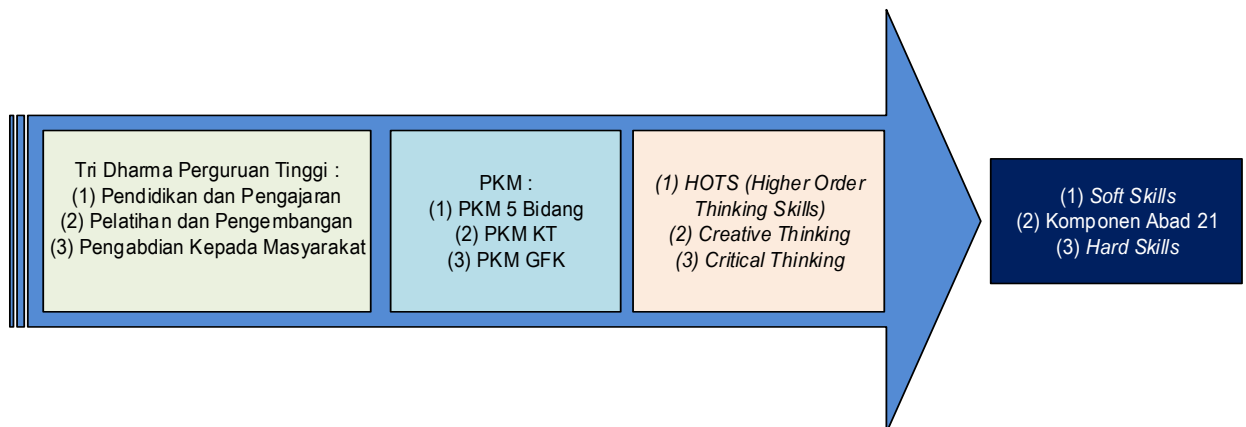 Tri Dharma Perguruan Tinggi :
(1) Pendidikan dan Pengajaran
(2) Pelatihan dan Pengembangan
(3) Pengabdian Kepada Masyarakat
PKM :
(1) PKM 5 Bidang
(2) PKM KT
(3) PKM GFK
(1) HOTS (Higher Order
Thinking Skills)
(2) Creative Thinking
(3) Critical Thinking
(1) Soft Skills
(2) Komponen Abad 21
(3) Hard Skills